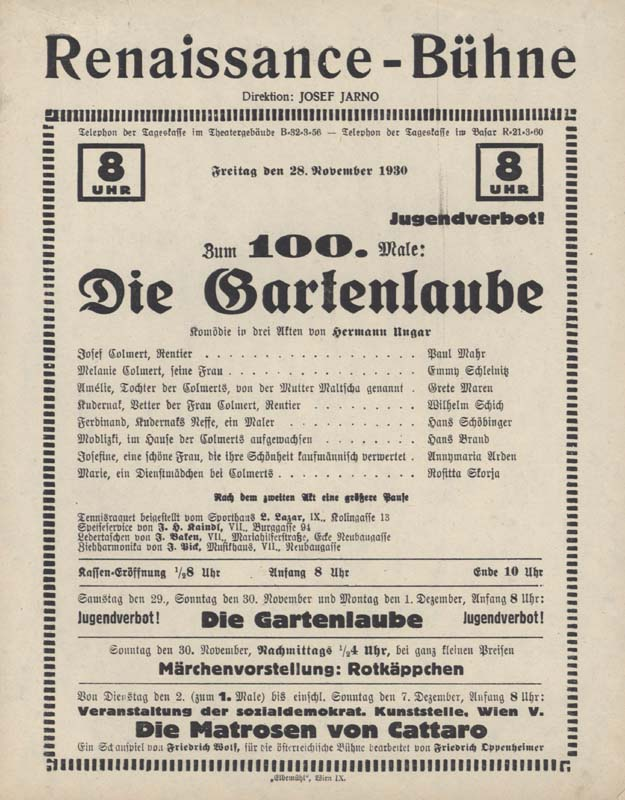 Renaissance-Bühne
Direktion: JOSEF JARNO
Telephon der Tageskasse im Theatergebäude B-32-3-56 — Telephon der Tageskasse im Basar R-21-3-60
8 UHR
Freitag den 28. November 1930
8 UHR
Jugendverbot!
Zum 100. Male:
Die Gartenlaube
Komödie in drei Akten von Hermann Ungar
Josef Colmert, Rentier . . . . . . . . . . . . . . . . . Paul Mahr
Melanie Colmert, seine Frau . . . . . . . . . . . . . . Emmy Schleinitz
Amélie, Tochter der Colmerts, von der Mutter Maltscha genannt . Grete Maren
Kudernak, Vetter der Frau Colmert, Rentier . . . . . . . . . Wilhelm Schich
Ferdinand, Kudernaks Neffe, ein Maler . . . . . . . . . . . Hans Schöbinger
Modlizki, im Hause der Colmerts aufgewachsen . . . . . . . . Hans Brand
Josefine, eine schöne Frau, die ihre Schönheit kaufmännisch verwertet . Annymaria Arden
Marie, ein Dienstmädchen bei Colmerts . . . . . . . . . . . Rositta Skorja
Nach dem zweiten Akt eine größere Pause
Tennisraquet beigestellt vom Sporthaus L. Lazar, IX., Kolingasse 13
Speiseservice von J. H. Kaindl, VII., Burggasse 94
Ledertaschen von J. Baken, VII., Mariahilferstraße, Ecke Neubaugasse
Ziehharmonika von J. Pick, Musikhaus, VII., Neubaugasse
Kassen-Eröffnung ½8 Uhr Anfang 8 Uhr Ende 10 Uhr
Samstag den 29., Sonntag den 30. November und Montag den 1. Dezember, Anfang 8 Uhr:
Jugendverbot! Die Gartenlaube Jugendverbot!
Sonntag den 30. November, Nachmittags ½4 Uhr, bei ganz kleinen Preisen
Märchenvorstellung: Rotkäppchen
Von Dienstag den 2. (zum 1. Male) bis einschl. Sonntag den 7. Dezember, Anfang 8 Uhr:
Veranstaltung der sozialdemokrat. Kunststelle, Wien V.
Die Matrosen von Cattaro
Ein Schauspiel von Friedrich Wolf, für die österreichische Bühne bearbeitet von Friedrich Oppenheimer
„Elbemühl", Wien IX.